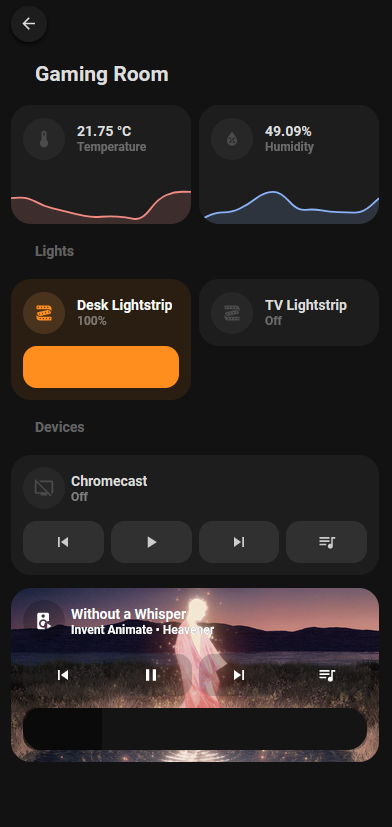 Gaming Room
21.75 °C
Temperature
49.09%
Humidity
Lights
Desk Lightstrip
100%
TV Lightstrip
Off
Devices
Chromecast
Off
Without a Whisper
Invent Animate • Heavener